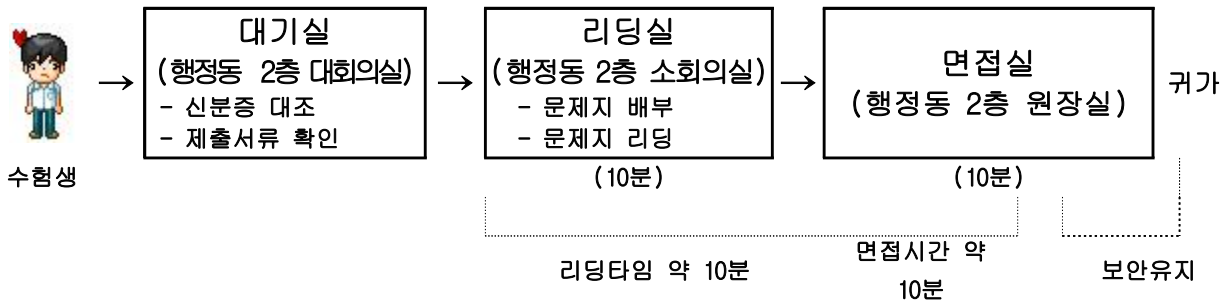 수험생
→
대기실
(행정동 2층 대회의실)
- 신분증 대조
- 제출서류 확인
→
리딩실
(행정동 2층 소회의실)
- 문제지 배부
- 문제지 리딩
(10분)
→
면접실
(행정동 2층 원장실)
(10분)
귀가
리딩타임 약 10분
면접시간 약
10분
보안유지